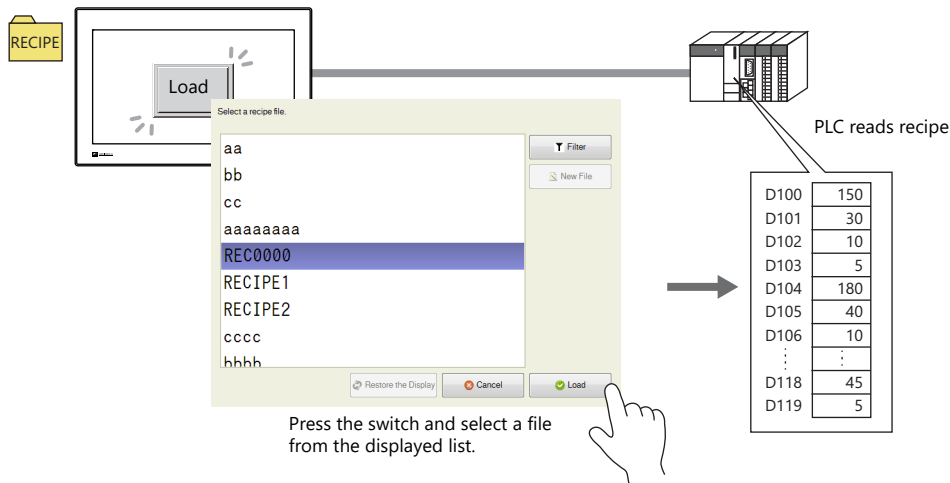 RECIPE
Load
Select a recipe file.
aa
bb
cc
aaaaaaaa
REC0000
RECIPE1
RECIPE2
cccc
bbbb
Filter
New File
Restore the Display
Cancel
Load
Press the switch and select a file
from the displayed list.
PLC reads recipe
D100 150
D101 30
D102 10
D103 5
D104 180
D105 40
D106 10
D118 45
D119 5